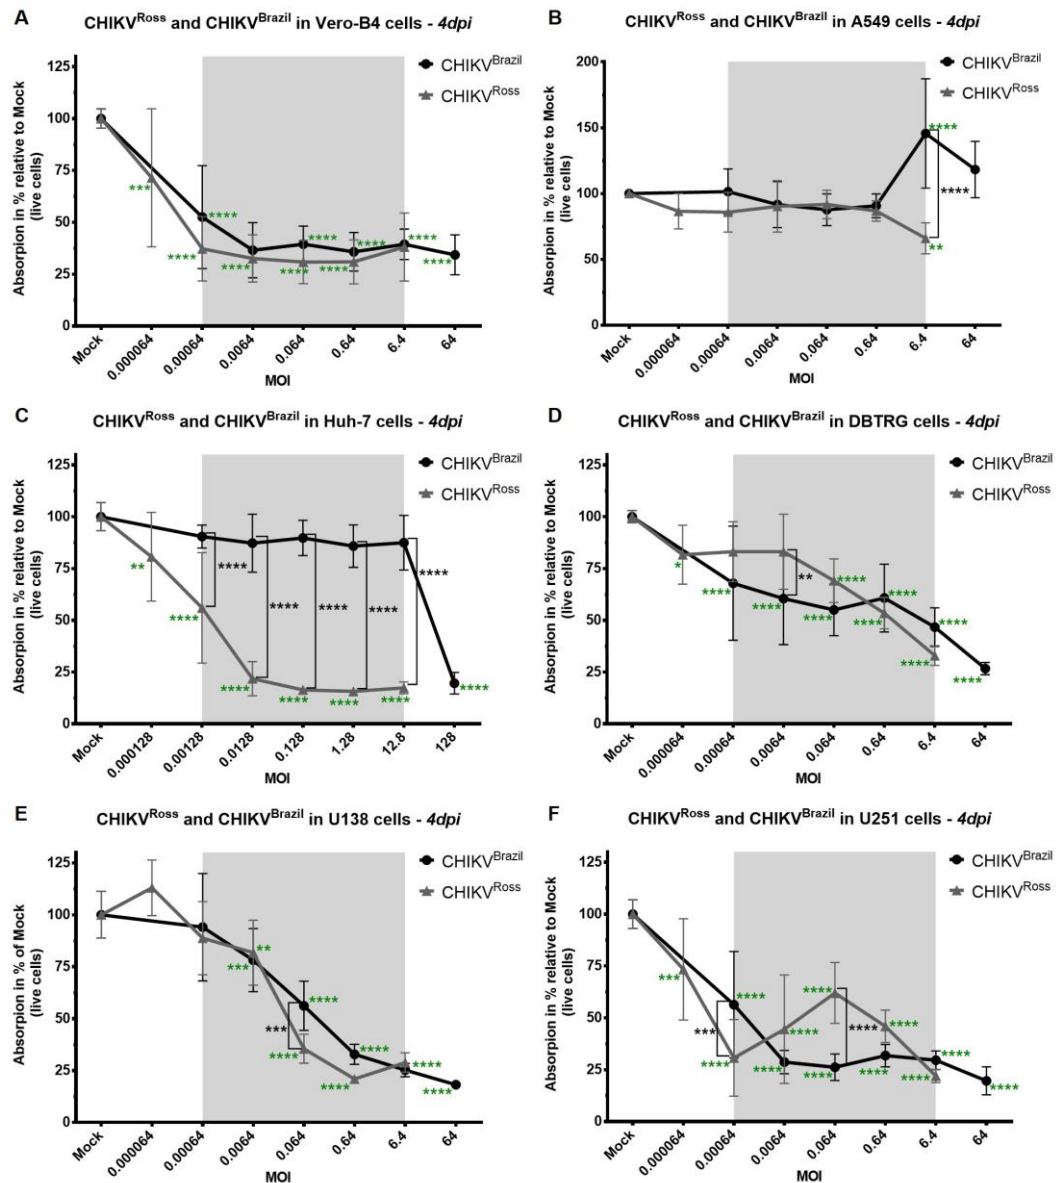 A
CHIKVRoss and CHIKVBrazil in Vero-B4 cells - 4dpi
Absorpion in % relative to Mock
(live cells)
125
100
75
50
25
0
CHIKVBrazil
CHIKVRoss
***
****
****
****
****
****
****
****
****
****
Mock
0.000064
0.00064
0.0064
0.064
0.64
6.4
64
MOI
B
CHIKVRoss and CHIKVBrazil in A549 cells - 4dpi
Absorpion in % relative to Mock
(live cells)
200
150
100
50
0
CHIKVBrazil
CHIKVRoss
****
****
**
Mock
0.000064
0.00064
0.0064
0.064
0.64
6.4
64
MOI
C
CHIKVRoss and CHIKVBrazil in Huh-7 cells - 4dpi
Absorpion in % relative to Mock
(live cells)
125
100
75
50
25
0
CHIKVBrazil
CHIKVRoss
**
****
****
****
****
****
****
****
****
****
****
****
Mock
0.000128
0.00128
0.0128
0.128
1.28
12.8
128
MOI
D
CHIKVRoss and CHIKVBrazil in DBTRG cells - 4dpi
Absorpion in % relative to Mock
(live cells)
125
100
75
50
25
0
CHIKVBrazil
CHIKVRoss
*
****
**
****
****
****
****
****
****
****
****
Mock
0.000064
0.00064
0.0064
0.064
0.64
6.4
64
MOI
E
CHIKVRoss and CHIKVBrazil in U138 cells - 4dpi
Absorpion in % of Mock
(live cells)
125
100
75
50
25
0
CHIKVBrazil
CHIKVRoss
**
***
****
***
****
****
****
****
****
Mock
0.000064
0.00064
0.0064
0.064
0.64
6.4
64
MOI
F
CHIKVRoss and CHIKVBrazil in U251 cells - 4dpi
Absorpion in % relative to Mock
(live cells)
125
100
75
50
25
0
CHIKVBrazil
CHIKVRoss
***
****
***
****
****
****
****
****
****
****
****
****
****
****
Mock
0.000064
0.00064
0.0064
0.064
0.64
6.4
64
MOI